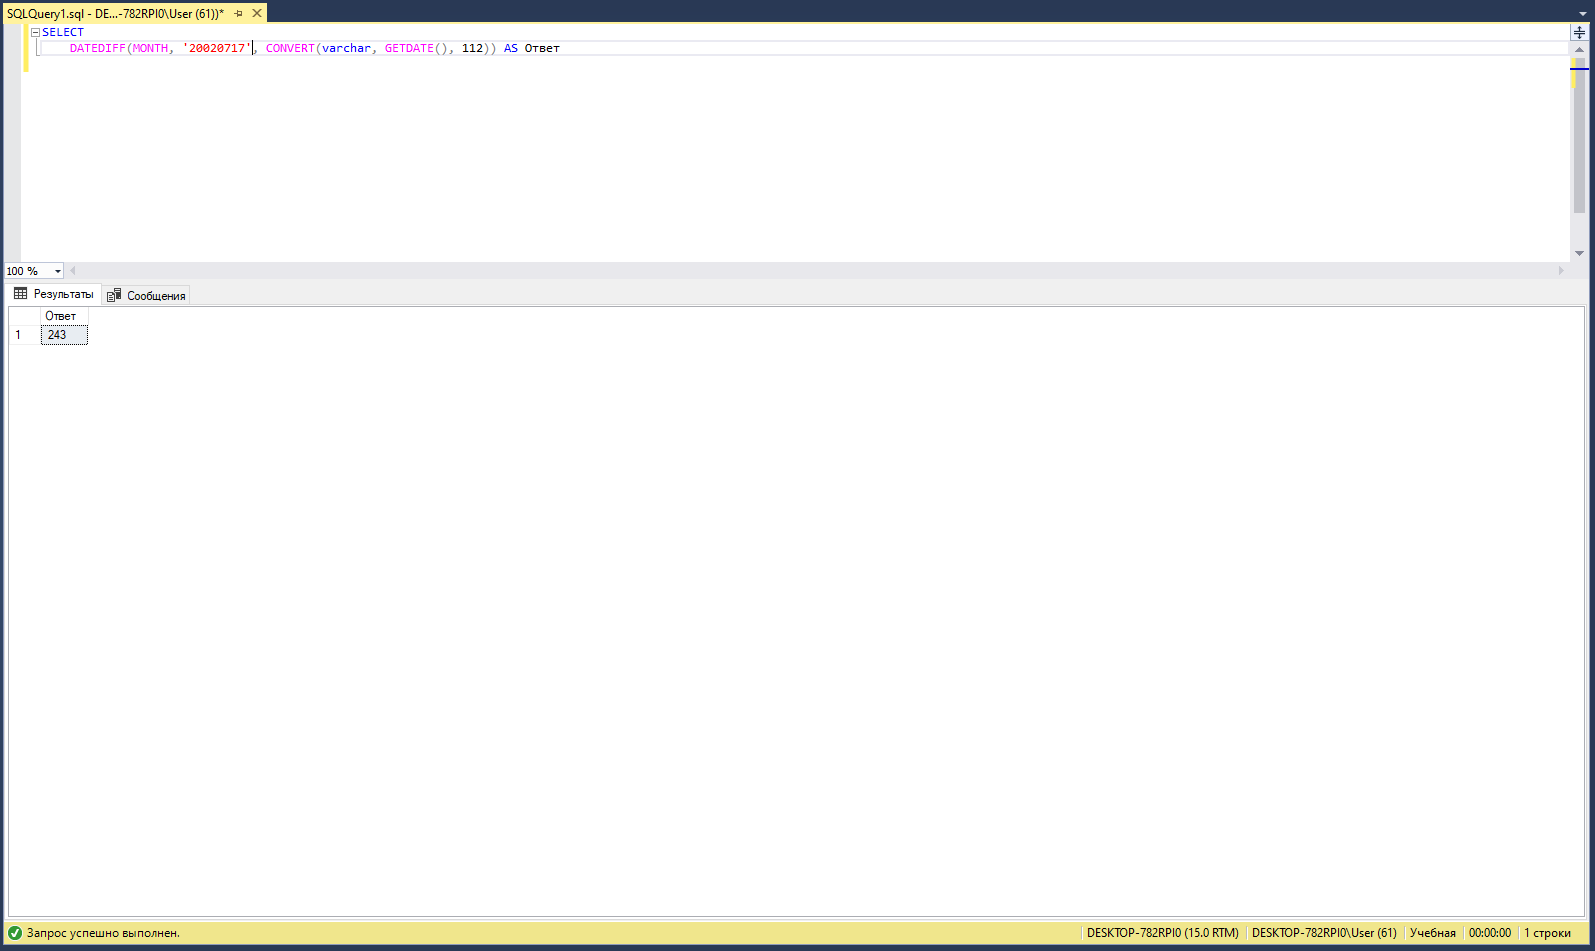 SQLQuery1.sql - DE...-782RPI0\User (61))*
SELECT
DATEDIFF(MONTH, '20020717', CONVERT(varchar, GETDATE(), 112)) AS Ответ
100 %
Результаты Сообщения
Ответ
1 243
Запрос успешно выполнен. DESKTOP-782RPI0 (15.0 RTM) DESKTOP-782RPI0\User (61) Учебная 00:00:00 1 строки